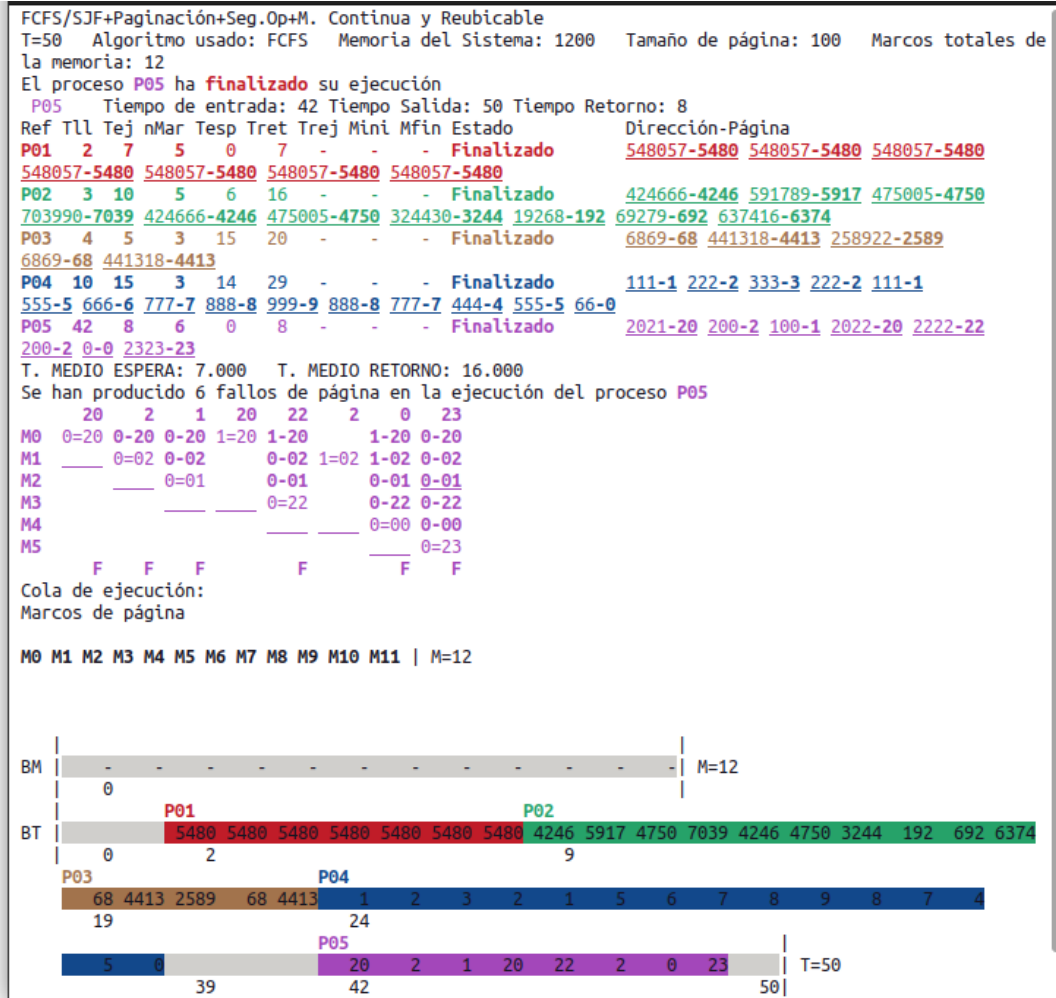 FCFS/SJF+Paginación+Seg.Op+M. Continua y Reubicable
T=50   Algoritmo usado: FCFS   Memoria del Sistema: 1200   Tamaño de página: 100   Marcos totales de
la memoria: 12
El proceso P05 ha finalizado su ejecución
 P05    Tiempo de entrada: 42 Tiempo Salida: 50 Tiempo Retorno: 8
Ref Tll Tej nMar Tesp Tret Trej Mini Mfin Estado           Dirección-Página
P01   2   7    5    0    7    -    -    - Finalizado       548057-5480 548057-5480 548057-5480
548057-5480 548057-5480 548057-5480 548057-5480
P02   3  10    5    6   16    -    -    - Finalizado       424666-4246 591789-5917 475005-4750
703990-7039 424666-4246 475005-4750 324430-3244 19268-192 69279-692 637416-6374
P03   4   5    3   15   20    -    -    - Finalizado       6869-68 441318-4413 258922-2589
6869-68 441318-4413
P04  10  15    3   14   29    -    -    - Finalizado       111-1 222-2 333-3 222-2 111-1
555-5 666-6 777-7 888-8 999-9 888-8 777-7 444-4 555-5 66-0
P05  42   8    6    0    8    -    -    - Finalizado       2021-20 200-2 100-1 2022-20 2222-22
200-2 0-0 2323-23
T. MEDIO ESPERA: 7.000   T. MEDIO RETORNO: 16.000
Se han producido 6 fallos de página en la ejecución del proceso P05
      20    2    1   20   22    2    0   23
M0  0=20 0-20 0-20 1=20 1-20      1-20 0-20
M1  ____ 0=02 0-02      0-02 1=02 1-02 0-02
M2       ____ 0=01      0-01      0-01 0-01
M3            ____ ____ 0=22      0-22 0-22
M4                      ____ ____ 0=00 0-00
M5                                ____ 0=23
       F    F    F         F         F    F
Cola de ejecución:
Marcos de página
M0 M1 M2 M3 M4 M5 M6 M7 M8 M9 M10 M11 | M=12
|                                                |
BM |    -    -    -    -    -    -    -    -    -    -    -    -| M=12
|    0                                           |
|          P01                                P02
BT |           5480 5480 5480 5480 5480 5480 5480 4246 5917 4750 7039 4246 4750 3244  192  692 6374
|    0         2                                  9
P03                      P04
   68 4413 2589   68 4413    1    2    3    2    1    5    6    7    8    9    8    7    4
   19                       24
                         P05                                          |
    5    0                  20    2    1   20   22    2    0   23     | T=50
             39             42                                      50|